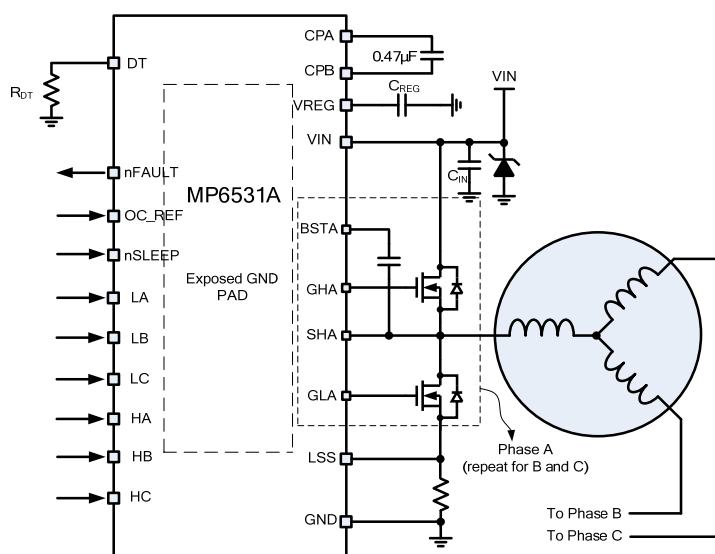 CPA
0.47µF
CPB
DT
RDT
VREG
CREG
VIN
VIN
CIN
nFAULT
MP6531A
OC_REF
BSTA
nSLEEP
Exposed GND
PAD
LA
GHA
LB
SHA
LC
GLA
HA
HB
LSS
HC
GND
Phase A
(repeat for B and C)
To Phase B
To Phase C